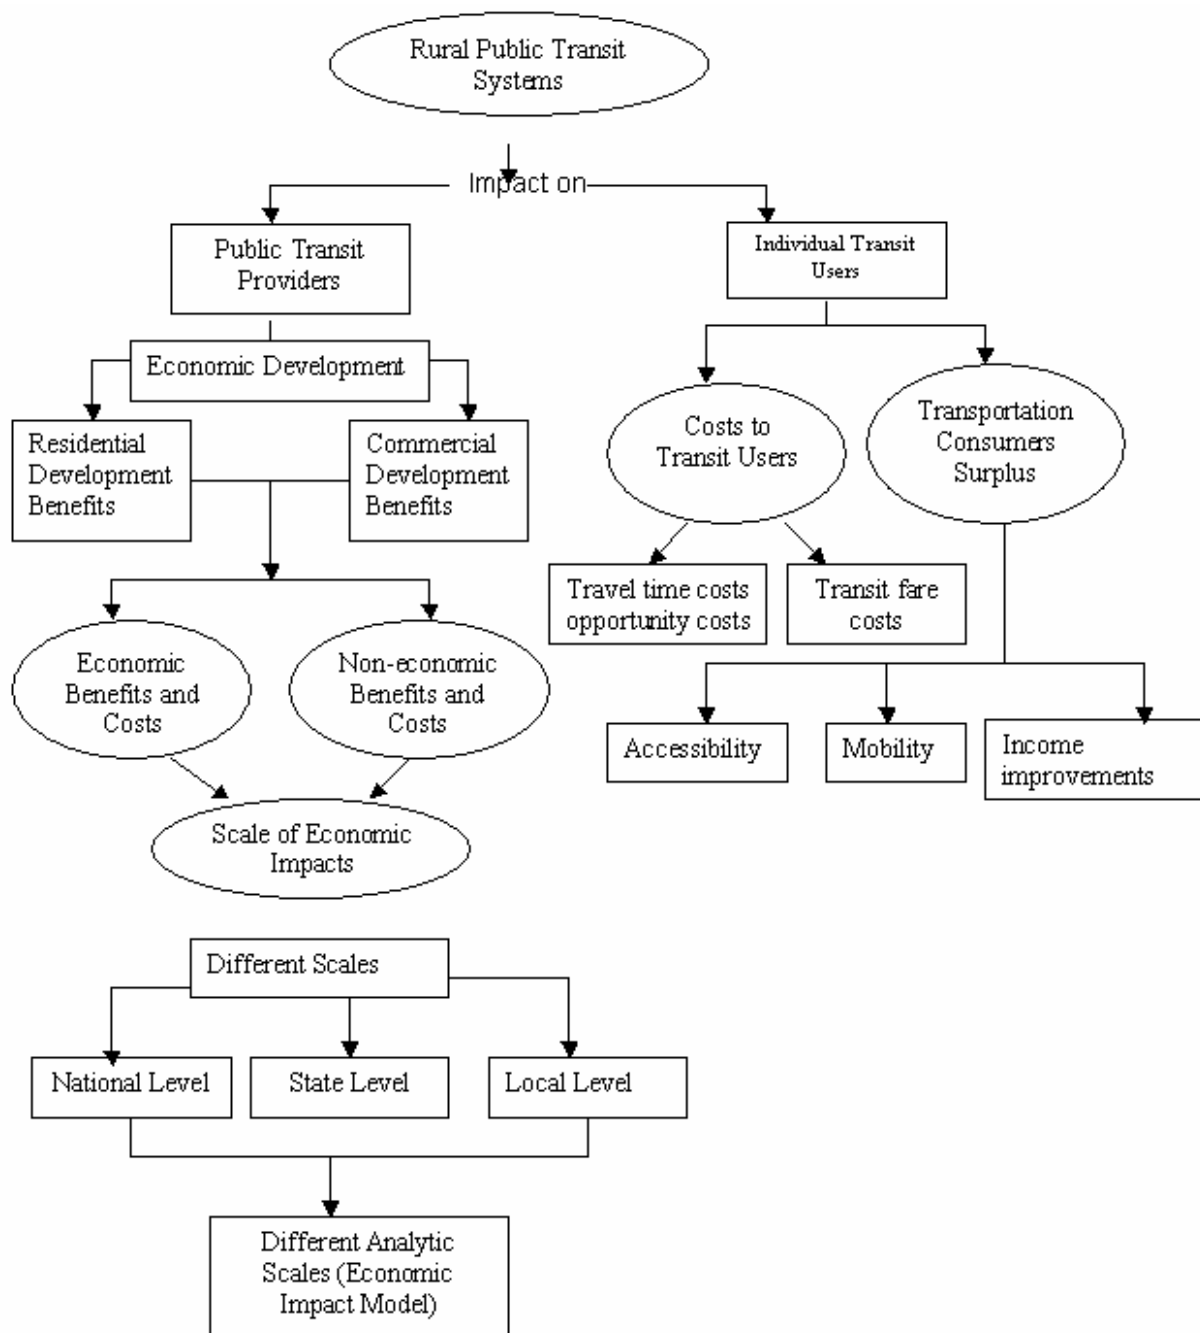 Rural Public Transit
Systems
Impact on
Public Transit
Providers
Individual Transit
Users
Economic Development
Residential
Development
Benefits
Commercial
Development
Benefits
Costs to
Transit Users
Transportation
Consumers
Surplus
Travel time costs
opportunity costs
Transit fare
costs
Economic
Benefits and
Costs
Non-economic
Benefits and
Costs
Accessibility
Mobility
Income
improvements
Scale of Economic
Impacts
Different Scales
National Level
State Level
Local Level
Different Analytic
Scales (Economic
Impact Model)